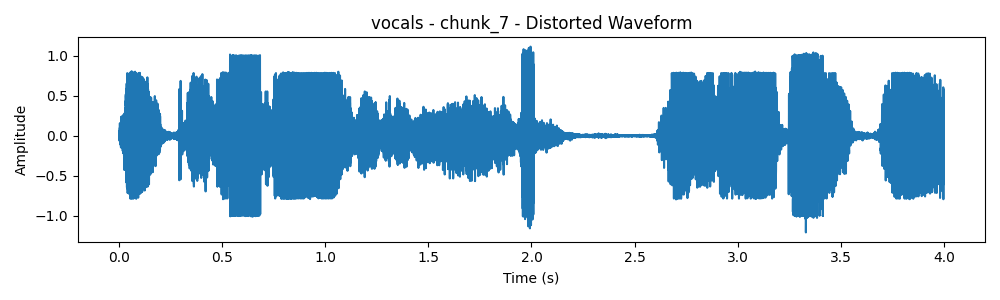 vocals - chunk_7 - Distorted Waveform
Amplitude
1.0
0.5
0.0
−0.5
−1.0
0.0 0.5 1.0 1.5 2.0 2.5 3.0 3.5 4.0
Time (s)